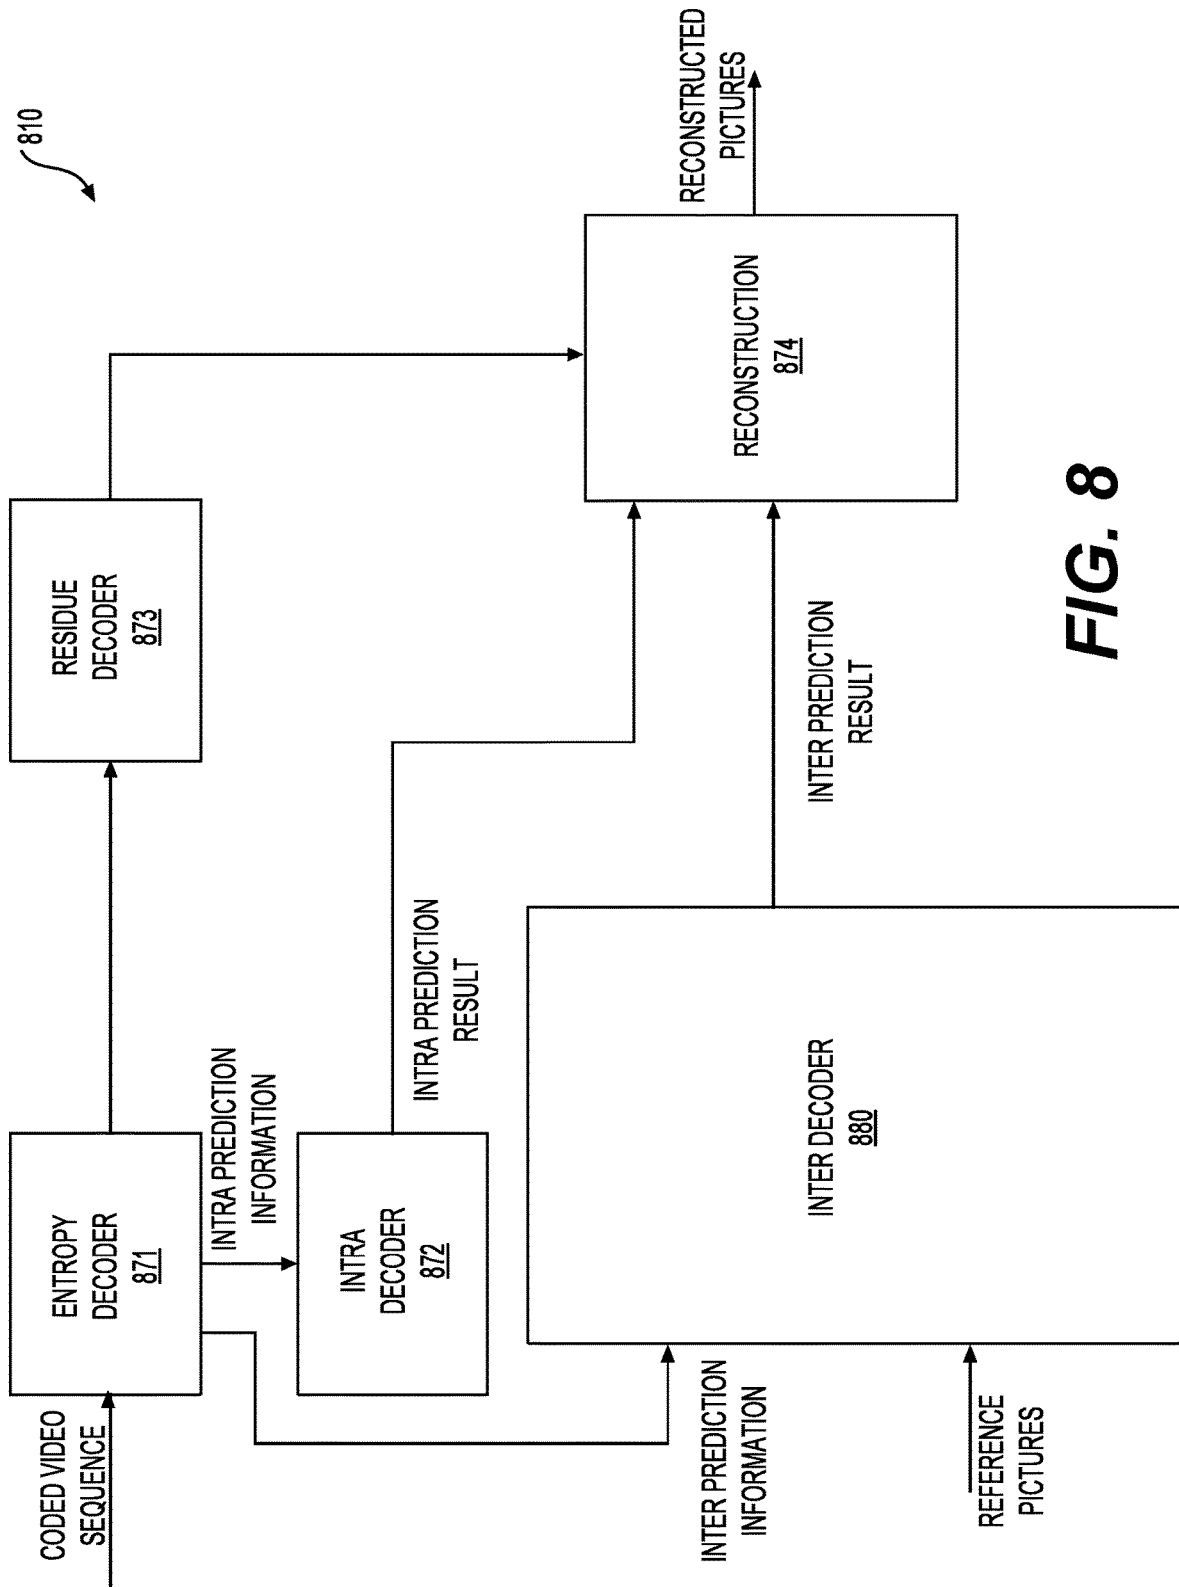 810
CODED VIDEO
SEQUENCE
ENTROPY
DECODER
871
RESIDUE
DECODER
873
INTRA PREDICTION
INFORMATION
INTRA
DECODER
872
INTRA PREDICTION
RESULT
RECONSTRUCTED
PICTURES
RECONSTRUCTION
874
INTER PREDICTION
INFORMATION
INTER DECODER
880
INTER PREDICTION
RESULT
REFERENCE
PICTURES
FIG. 8